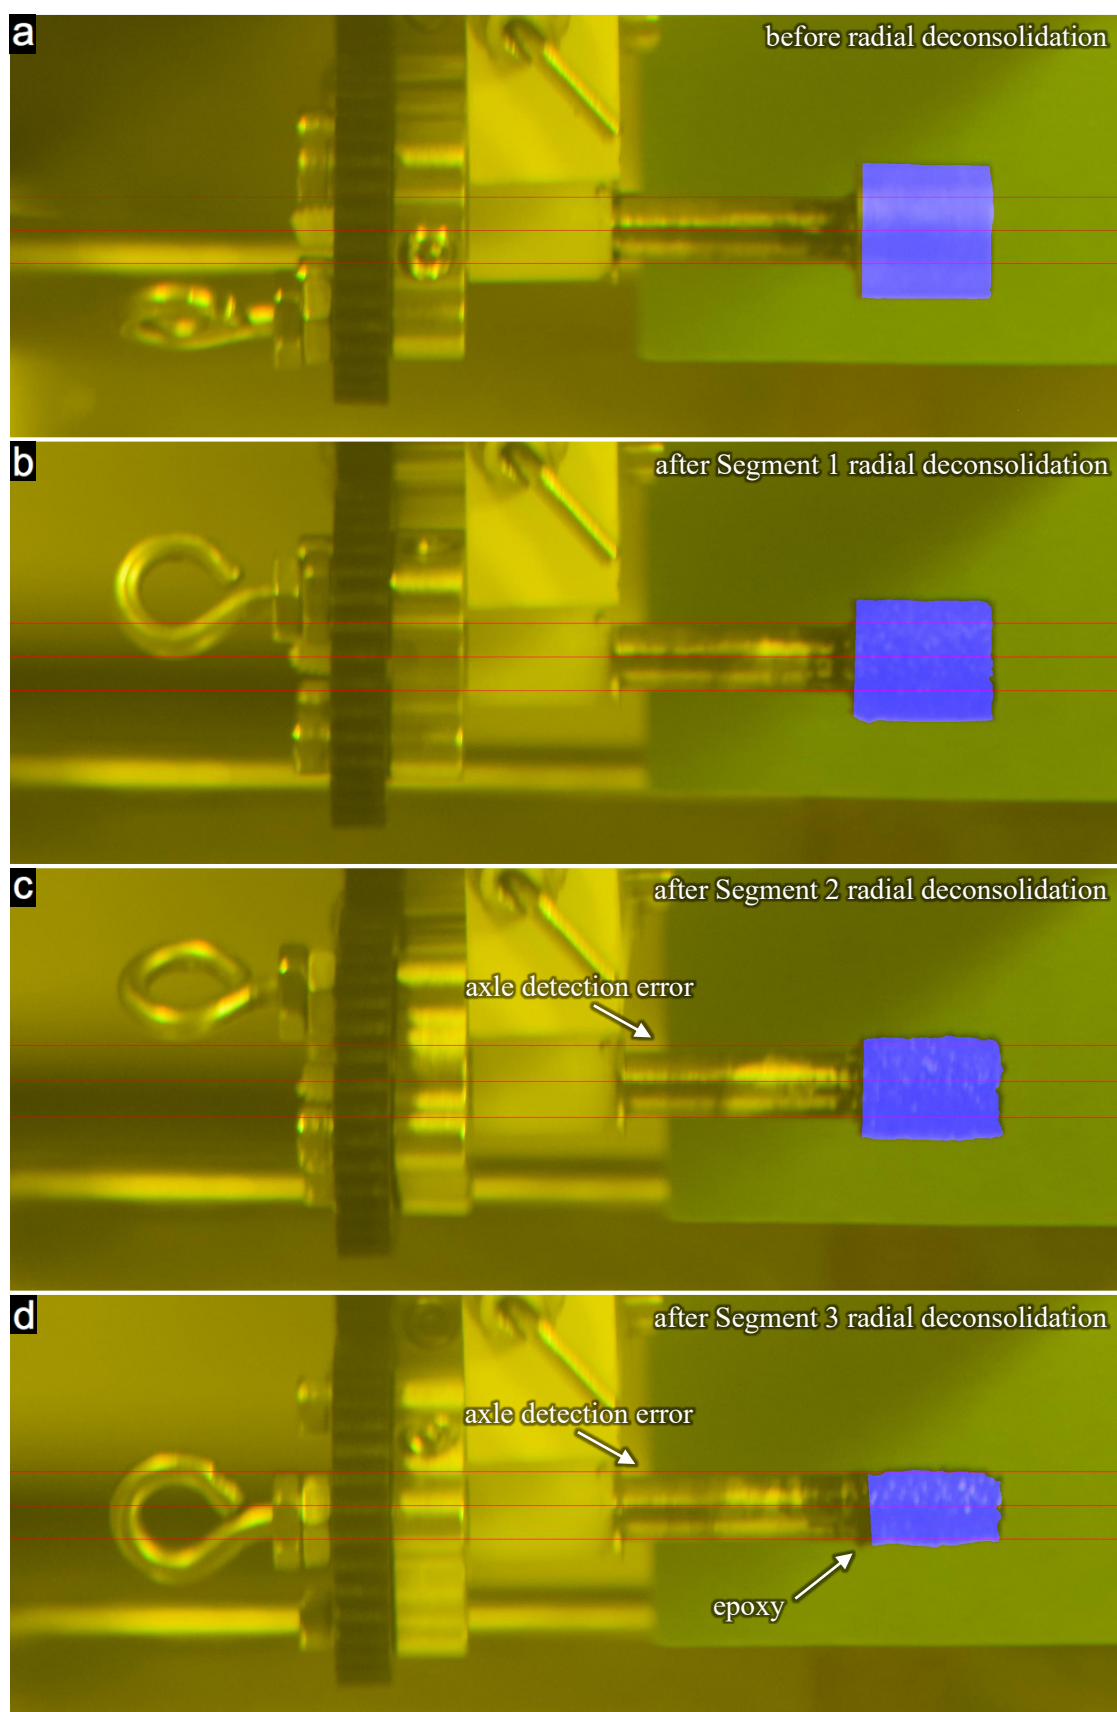 a
before radial deconsolidation
b
after Segment 1 radial deconsolidation
c
after Segment 2 radial deconsolidation
axle detection error
d
after Segment 3 radial deconsolidation
axle detection error
epoxy